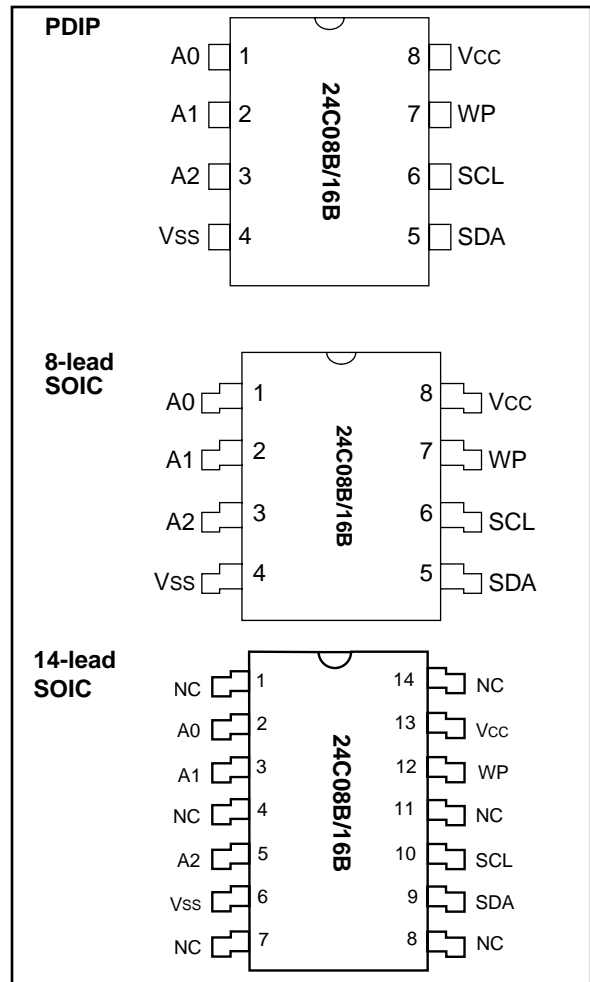 PDIP
A0 1 8 VCC
A1 2 7 WP
A2 3 6 SCL
VSS 4 5 SDA
24C08B/16B
8-lead
SOIC
A0 1 8 VCC
A1 2 7 WP
A2 3 6 SCL
VSS 4 5 SDA
24C08B/16B
14-lead
SOIC
NC 1 14 NC
A0 2 13 VCC
A1 3 12 WP
NC 4 11 NC
A2 5 10 SCL
VSS 6 9 SDA
NC 7 8 NC
24C08B/16B